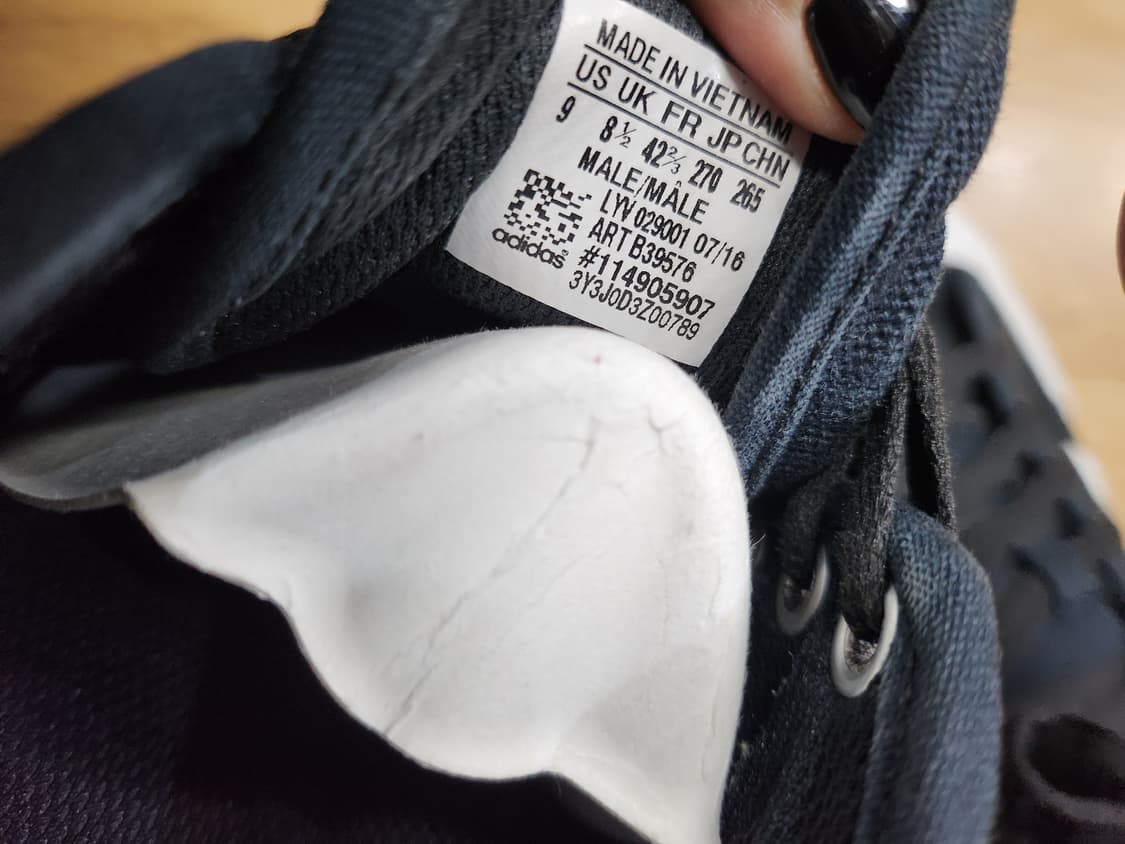 MADE IN VIETNAM
US UK FR JP CHN
9 8½ 42⅔ 270 265
MALE/MÂLE
LYV 029001 07/16
ART B39576
#114905907
3Y3J0D3Z00789
adidas